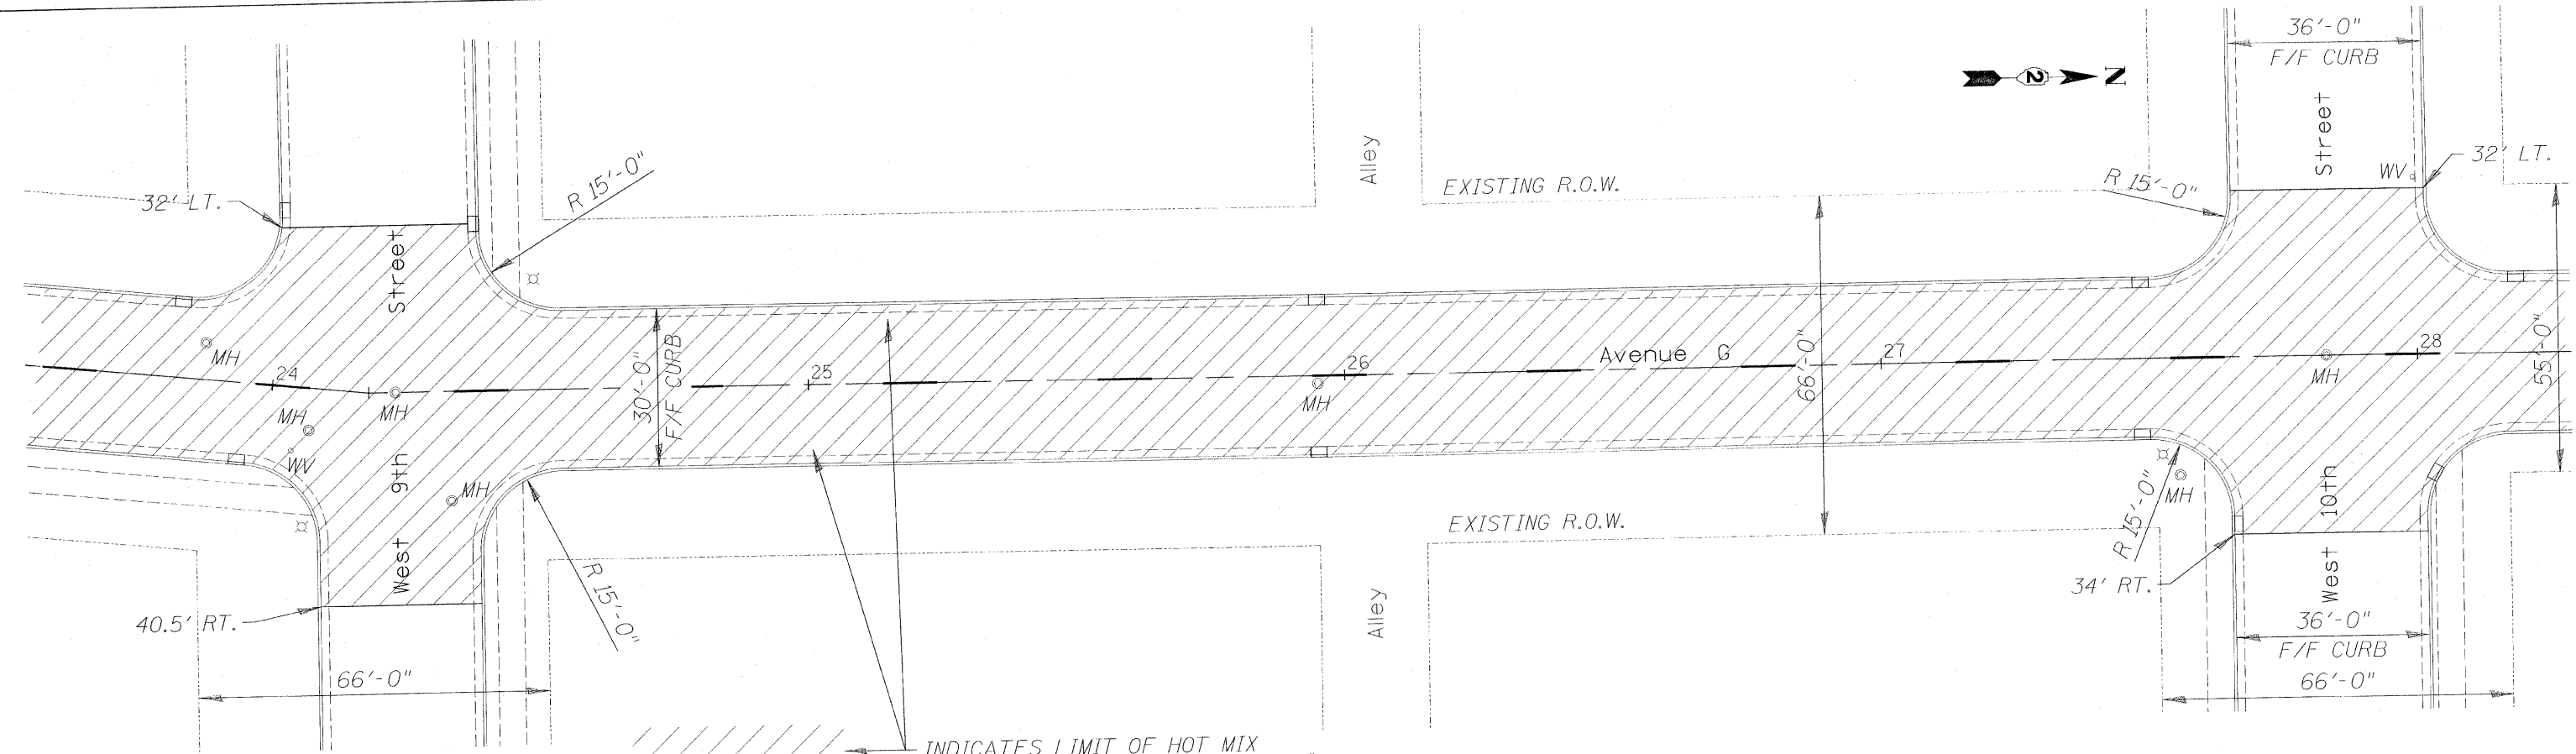 36'-0"
F/F CURB
N
2
Street
WV
32' LT.
Alley
EXISTING R.O.W.
R 15'-0"
R 15'-0"
32' LT.
Street
MH
24
MH
MH
WV
MH
West 9th
25
30'-0"
F/F CURB
26
MH
Avenue G
66'-0"
27
28
MH
55'-0"
EXISTING R.O.W.
R 15'-0"
MH
R 15'-0"
West 10th
34' RT.
40.5' RT.
Alley
36'-0"
F/F CURB
66'-0"
66'-0"
INDICATES LIMIT OF HOT MIX